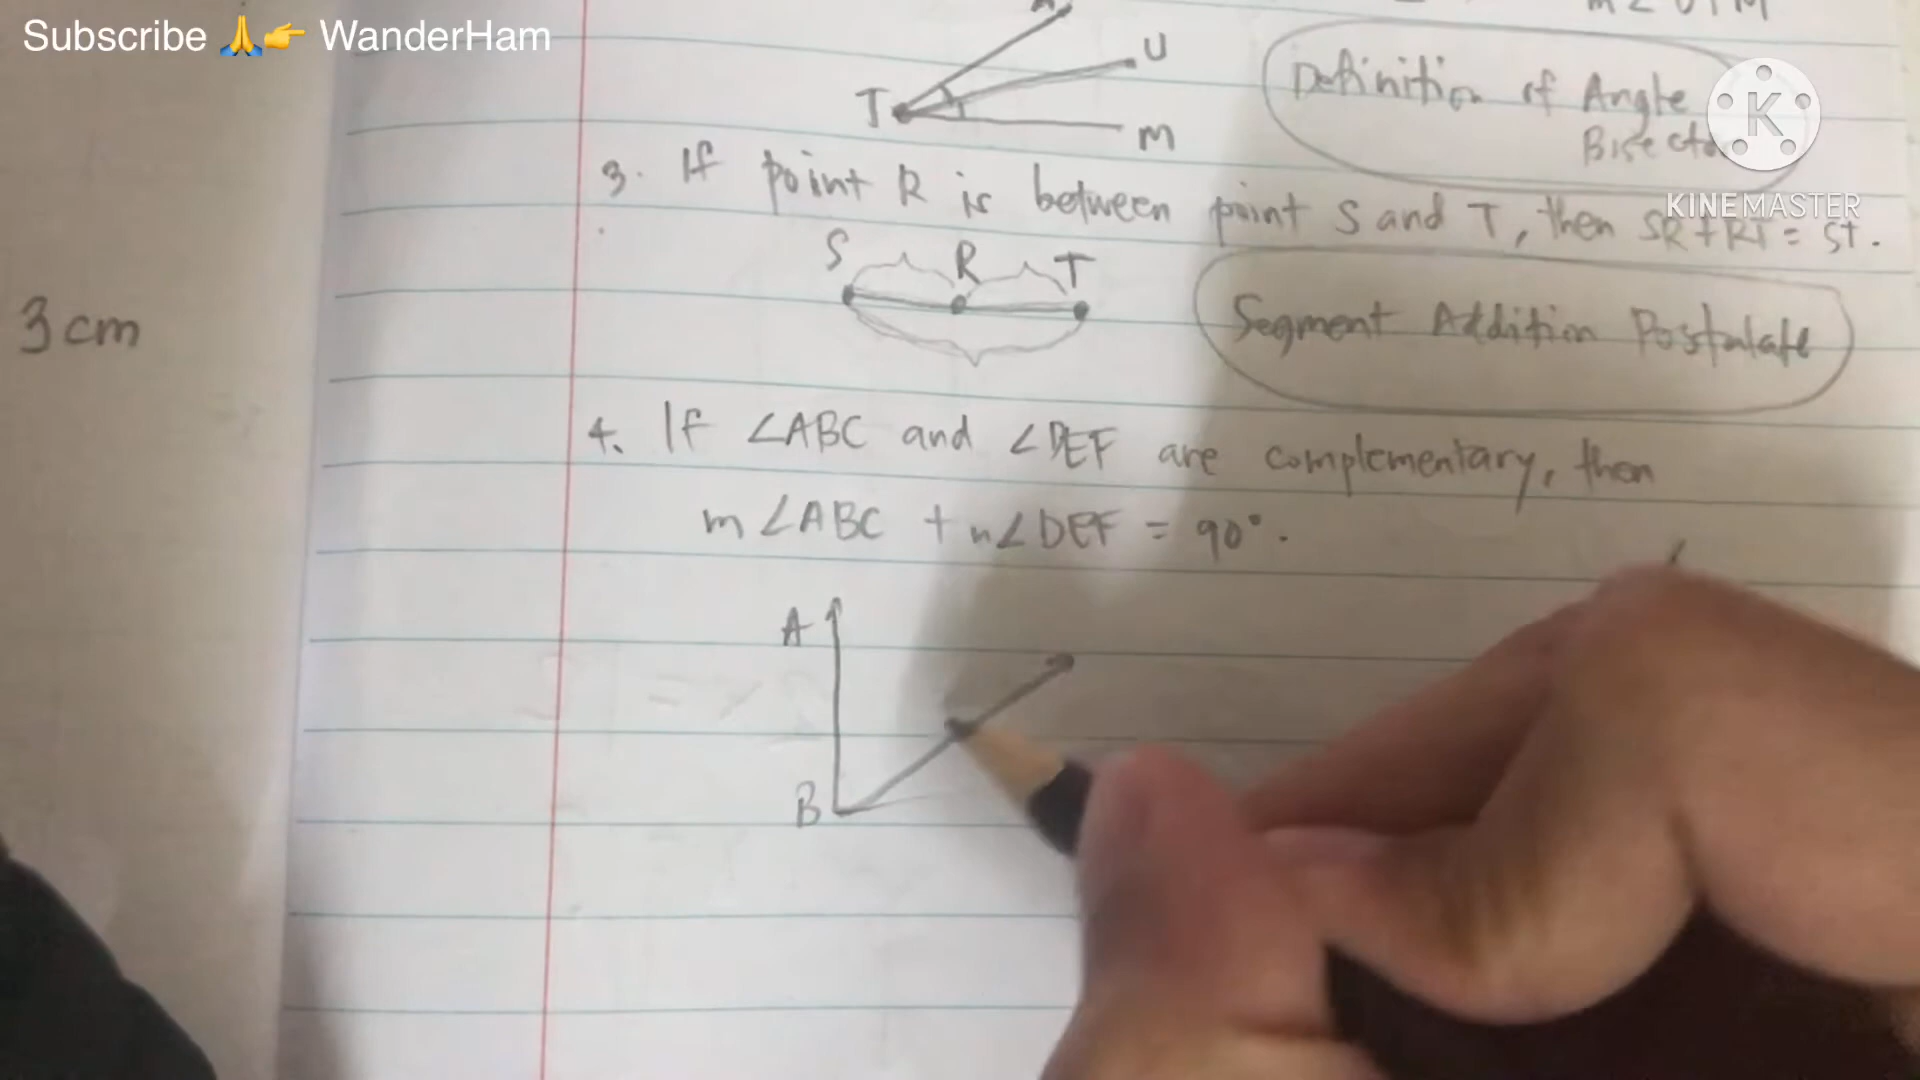 Subscribe 🙏👉 WanderHam
U
Definition of Angle
T
M
KINEMASTER
3. If point R is between point S and T, then SR + RT = ST.
S R T
Segment Addition Postulate
3 cm
4. If ∠ABC and ∠DEF are complementary, then
m∠ABC + m∠DEF = 90°.
A
B